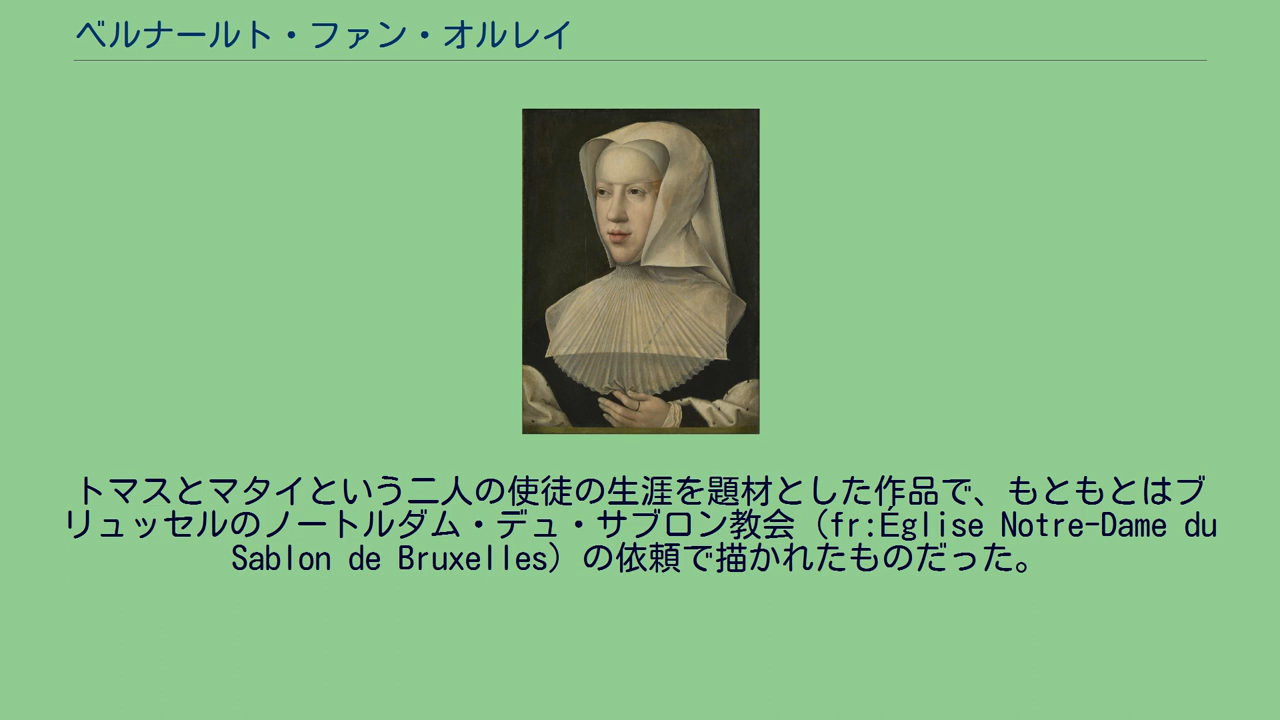 ベルナールト・ファン・オルレイ
トマスとマタイという二人の使徒の生涯を題材とした作品で、もともとはブ
リュッセルのノートルダム・デュ・サブロン教会（fr:Église Notre-Dame du
Sablon de Bruxelles）の依頼で描かれたものだった。